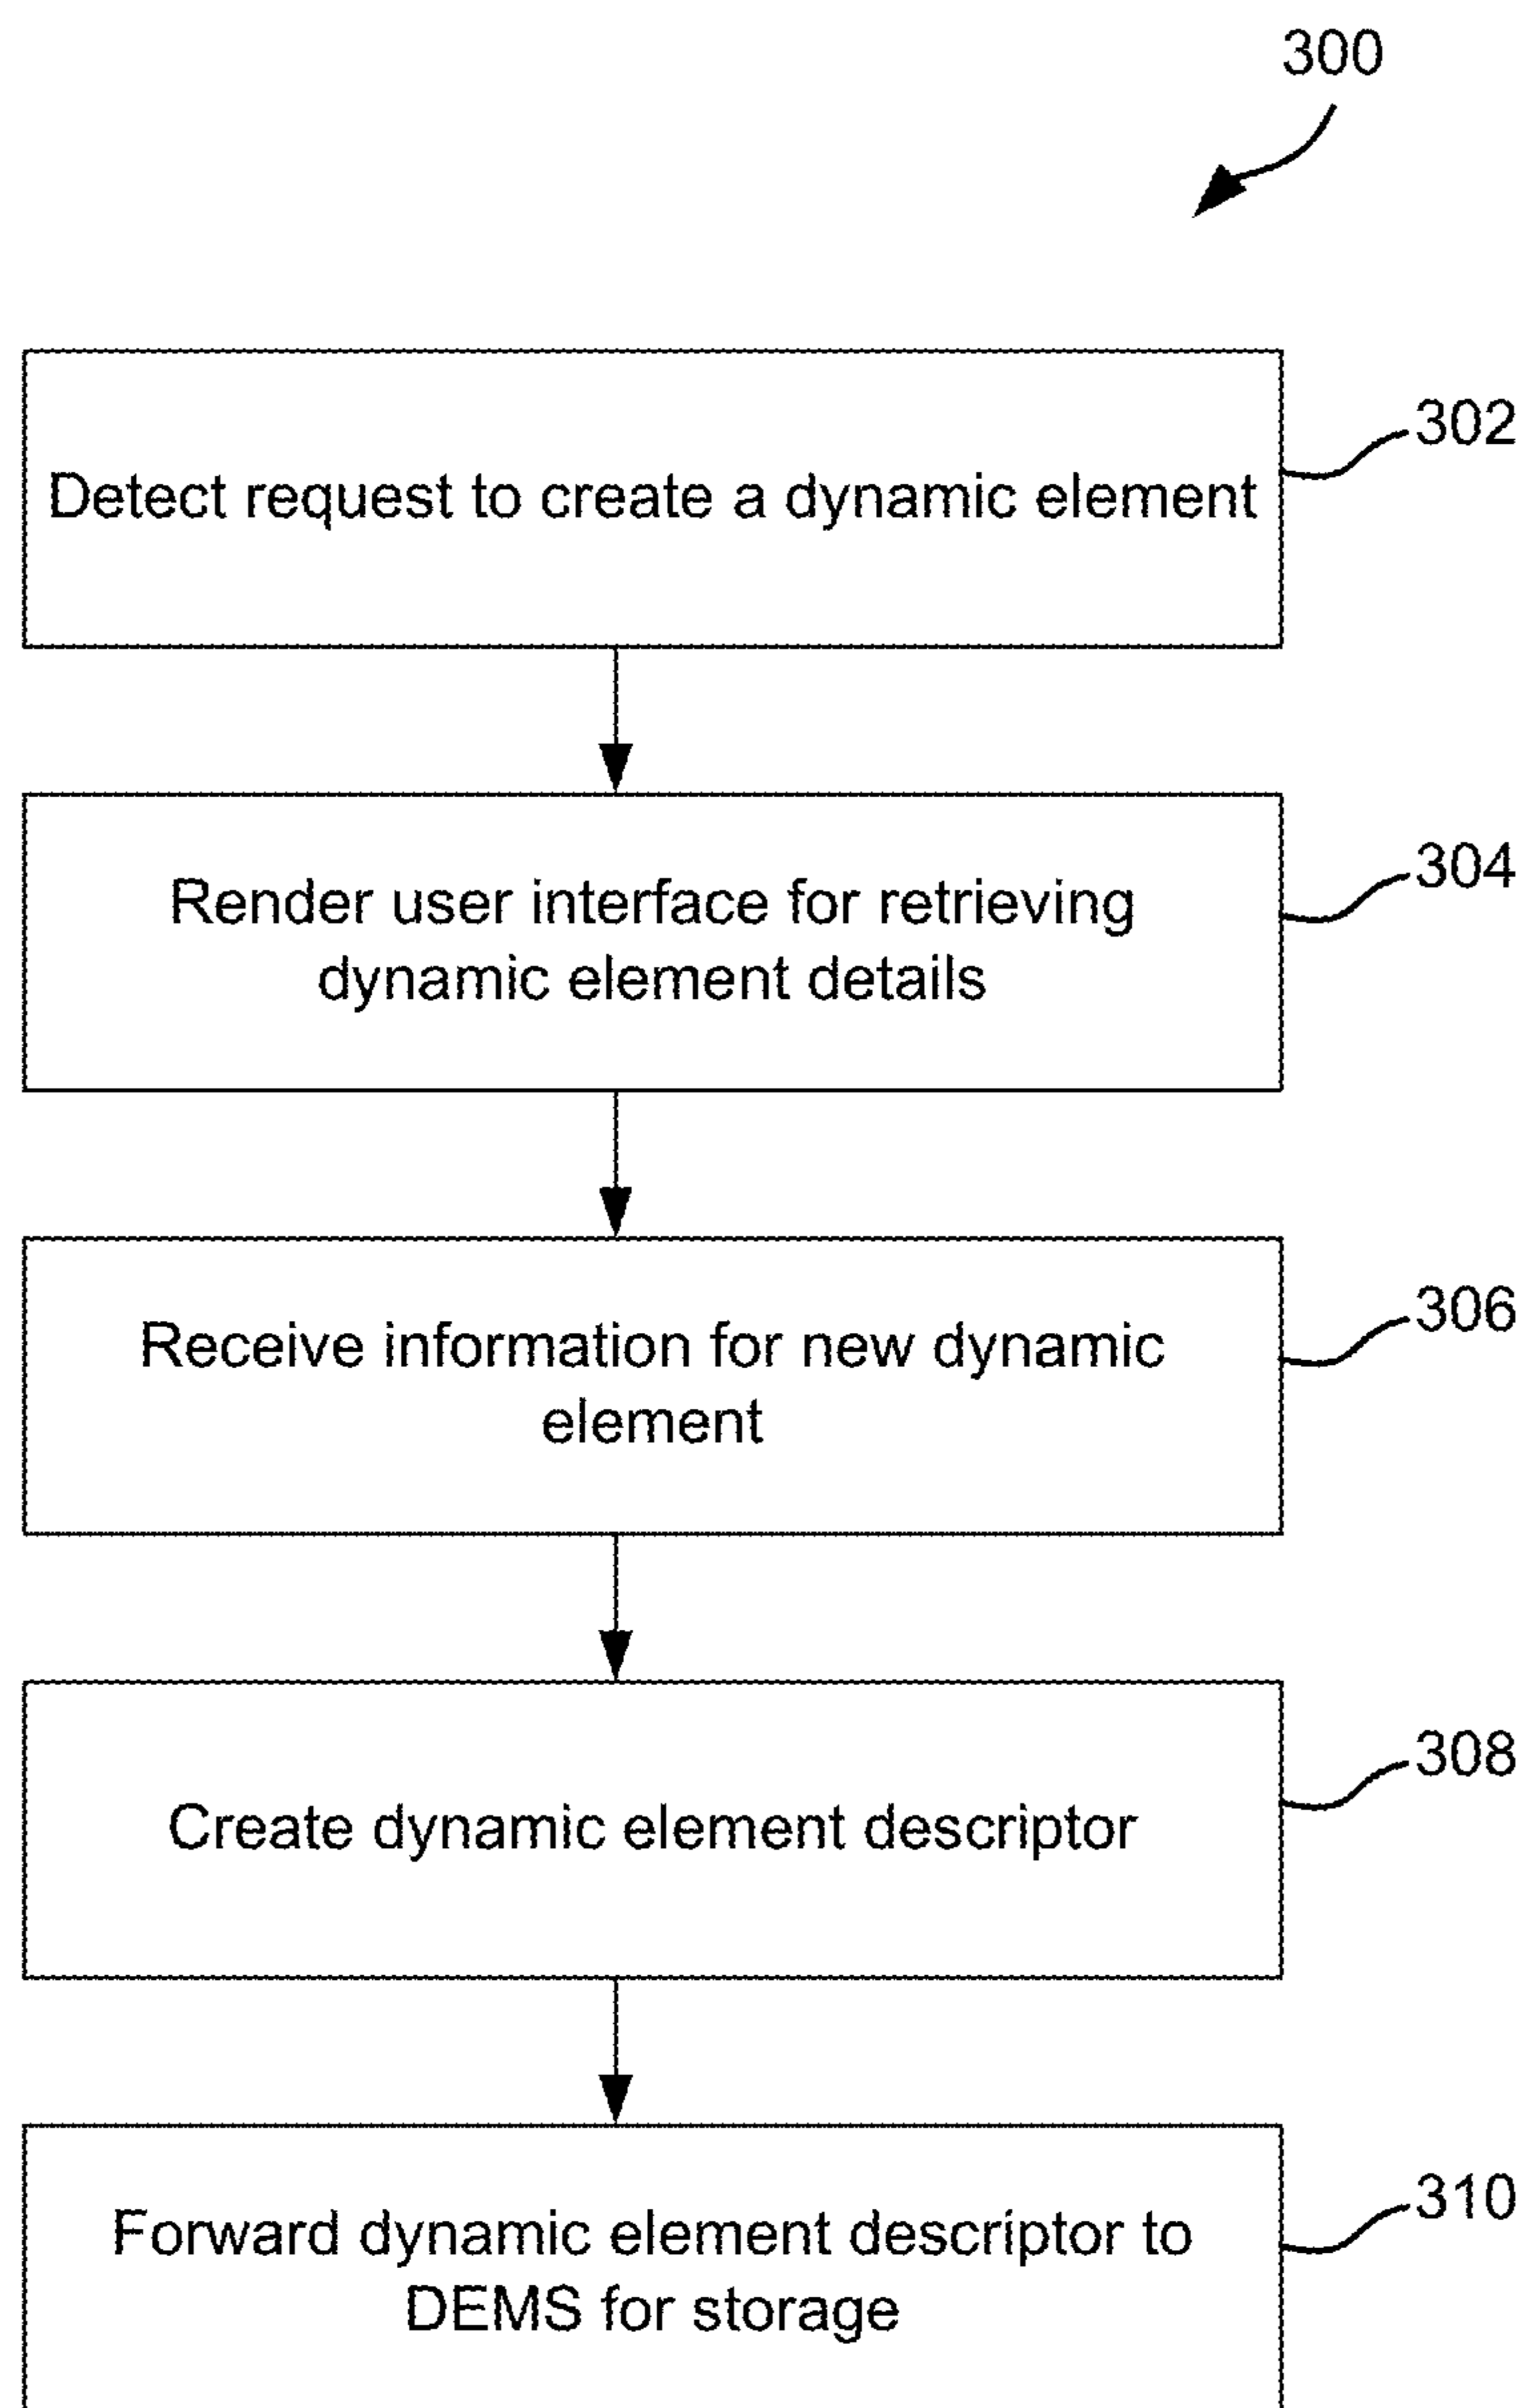 300
Detect request to create a dynamic element
302
Render user interface for retrieving
dynamic element details
304
Receive information for new dynamic
element
306
Create dynamic element descriptor
308
Forward dynamic element descriptor to
DEMS for storage
310